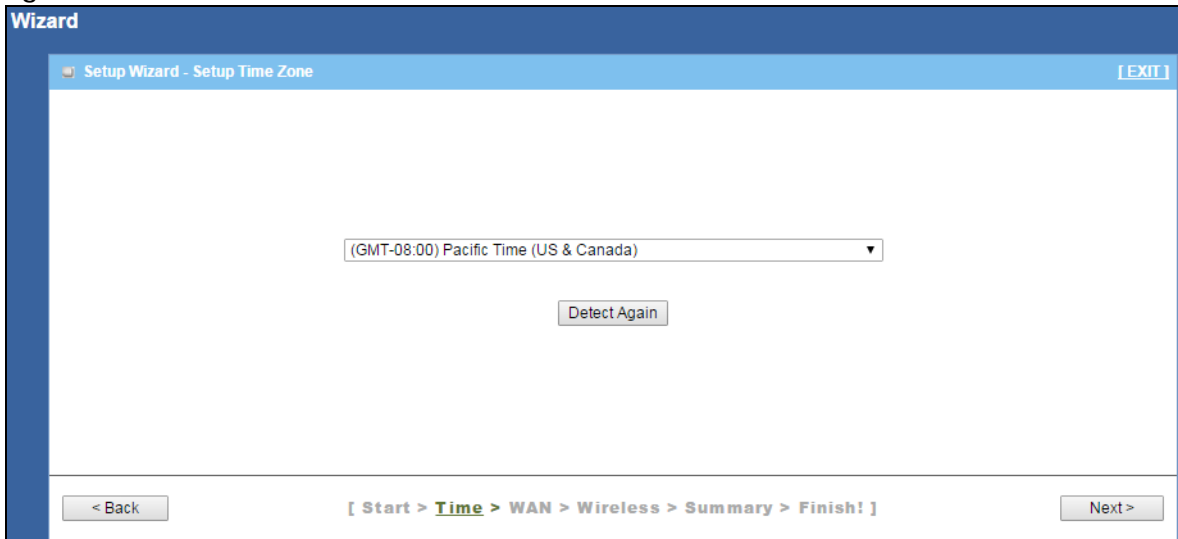 Wizard
Setup Wizard - Setup Time Zone [ EXIT ]
(GMT-08:00) Pacific Time (US & Canada)
Detect Again
< Back [ Start > Time > WAN > Wireless > Summary > Finish! ] Next >